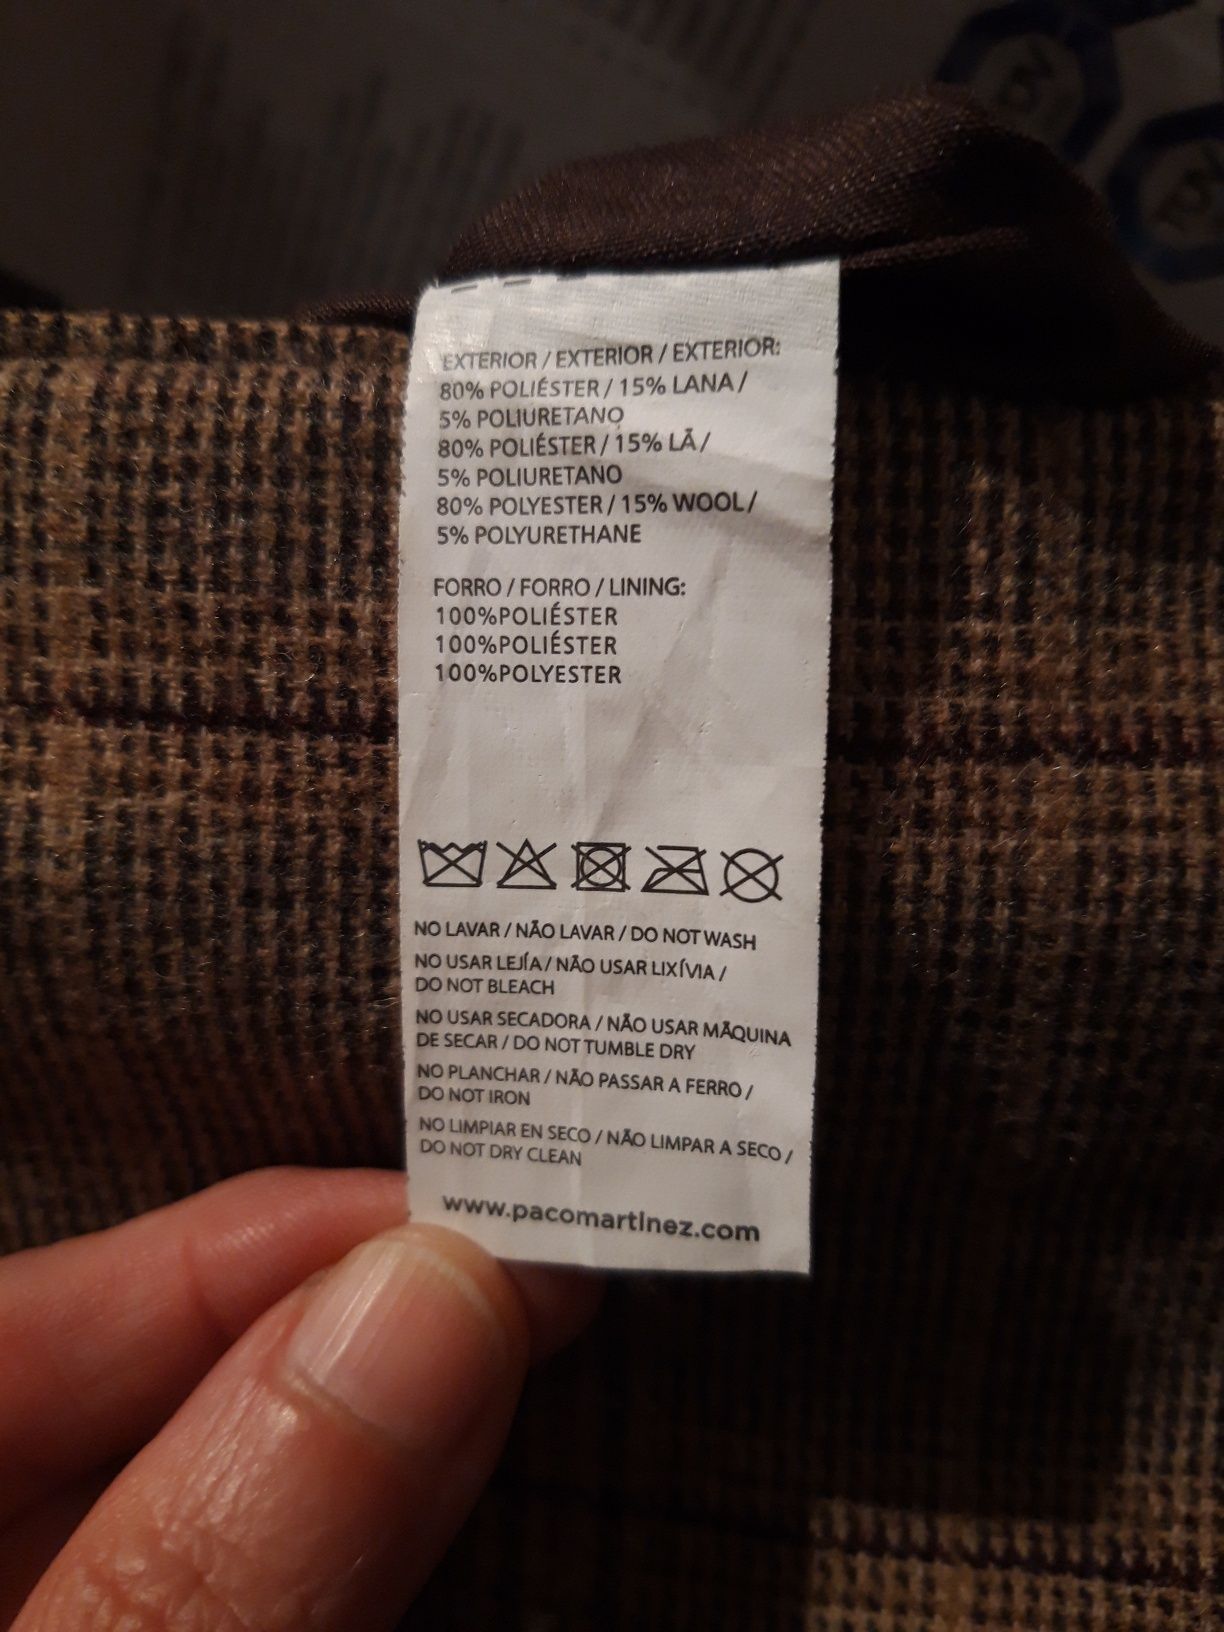 EXTERIOR / EXTERIOR / EXTERIOR:
80% POLIÉSTER / 15% LANA /
5% POLIURETANO
80% POLIÉSTER / 15% LÃ /
5% POLIURETANO
80% POLYESTER / 15% WOOL /
5% POLYURETHANE
FORRO / FORRO / LINING:
100%POLIÉSTER
100%POLIÉSTER
100%POLYESTER
NO LAVAR / NÃO LAVAR / DO NOT WASH
NO USAR LEJÍA / NÃO USAR LIXÍVIA /
DO NOT BLEACH
NO USAR SECADORA / NÃO USAR MÃQUINA
DE SECAR / DO NOT TUMBLE DRY
NO PLANCHAR / NÃO PASSAR A FERRO /
DO NOT IRON
NO LIMPIAR EN SECO / NÃO LIMPAR A SECO /
DO NOT DRY CLEAN
www.pacomartinez.com